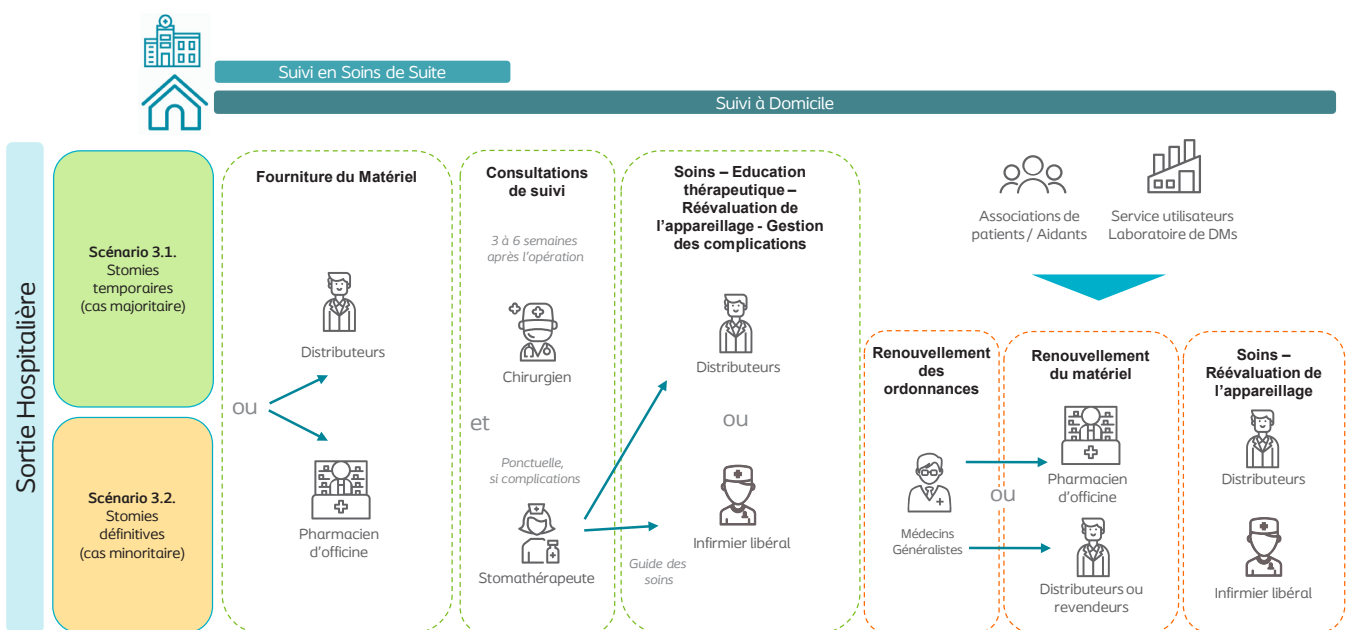 Suivi en Soins de Suite
Suivi à Domicile
Sortie Hospitalière
Scénario 3.1.
Stomies
temporaires
(cas majoritaire)
Scénario 3.2.
Stomies
définitives
(cas minoritaire)
Fourniture du Matériel
Distributeurs
ou
Pharmacien
d'officine
Consultations
de suivi
3 à 6 semaines
après l'opération
Chirurgien
et
Ponctuelle,
si complications
Stomathérapeute
Soins – Education
thérapeutique –
Réévaluation de
l'appareillage - Gestion
des complications
Distributeurs
ou
Infirmier libéral
Guide des
soins
Associations de
patients / Aidants
Service utilisateurs
Laboratoire de DMs
Renouvellement
des
ordonnances
Médecins
Généralistes
ou
Renouvellement
du matériel
Pharmacien
d'officine
Distributeurs ou
revendeurs
Soins –
Réévaluation de
l'appareillage
Distributeurs
Infirmier libéral